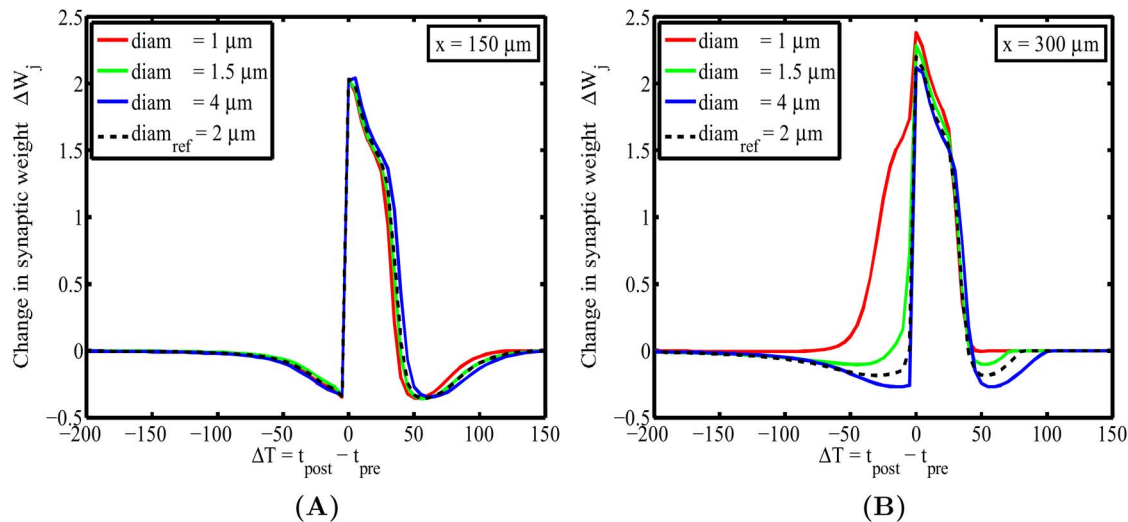 2.5
2
1.5
1
0.5
0
−0.5
−200
−150
−100
−50
0
50
100
150
Change in synaptic weight ΔW_j
ΔT = t_post − t_pre
diam = 1 µm
diam = 1.5 µm
diam = 4 µm
diam_ref = 2 µm
x = 150 µm
(A)
2.5
2
1.5
1
0.5
0
−0.5
−200
−150
−100
−50
0
50
100
150
Change in synaptic weight ΔW_j
ΔT = t_post − t_pre
diam = 1 µm
diam = 1.5 µm
diam = 4 µm
diam_ref = 2 µm
x = 300 µm
(B)